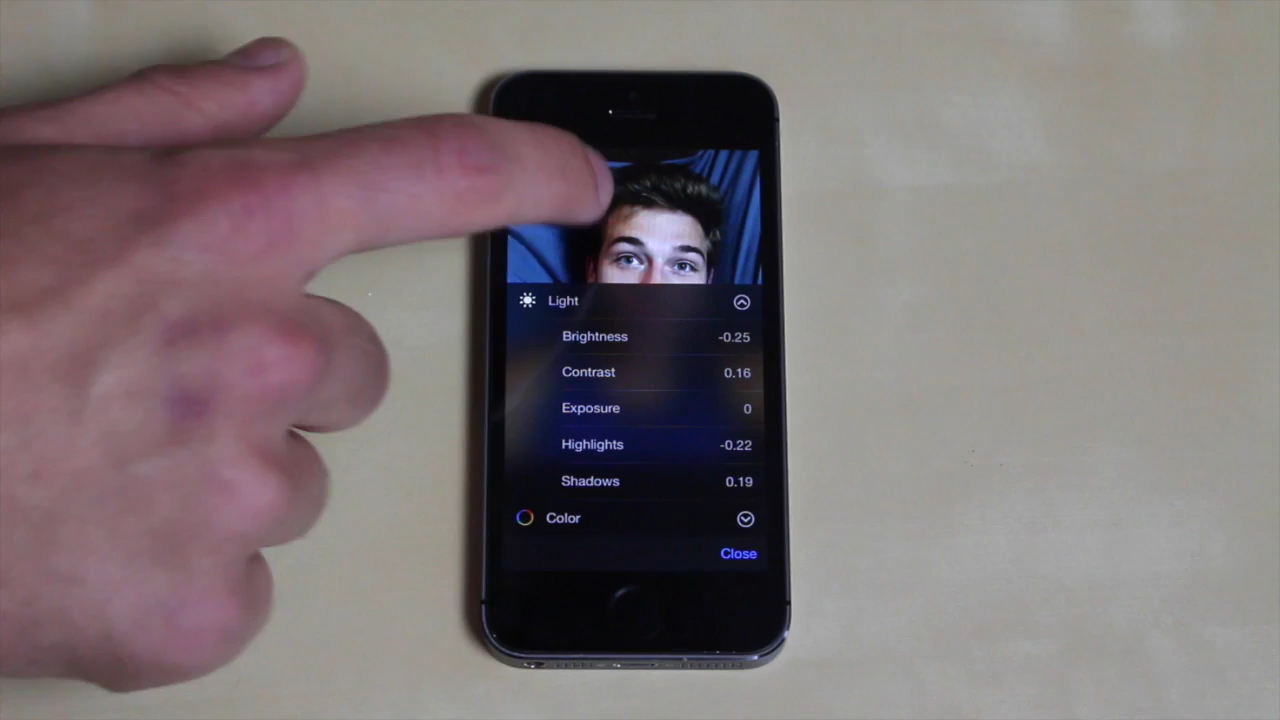 Light
Brightness -0.25
Contrast 0.16
Exposure 0
Highlights -0.22
Shadows 0.19
Color
Close